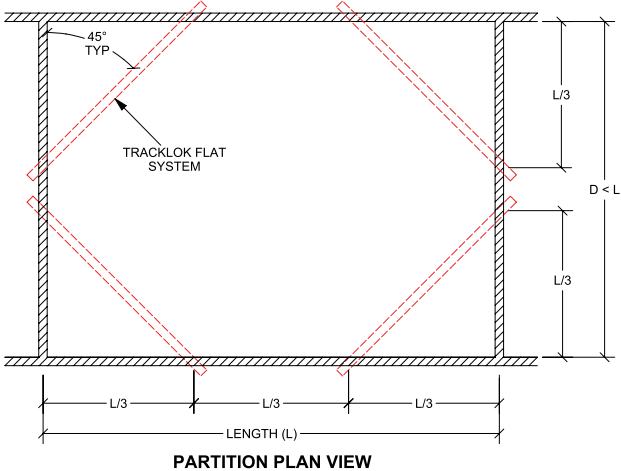 45°
TYP
TRACKLOK FLAT
SYSTEM
L/3
D < L
L/3
L/3
L/3
L/3
LENGTH (L)
PARTITION PLAN VIEW